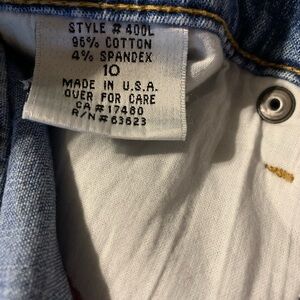 STYLE # 400L
96% COTTON
4% SPANDEX
10
MADE IN U.S.A.
OVER FOR CARE
CA#17480
R/N#63623